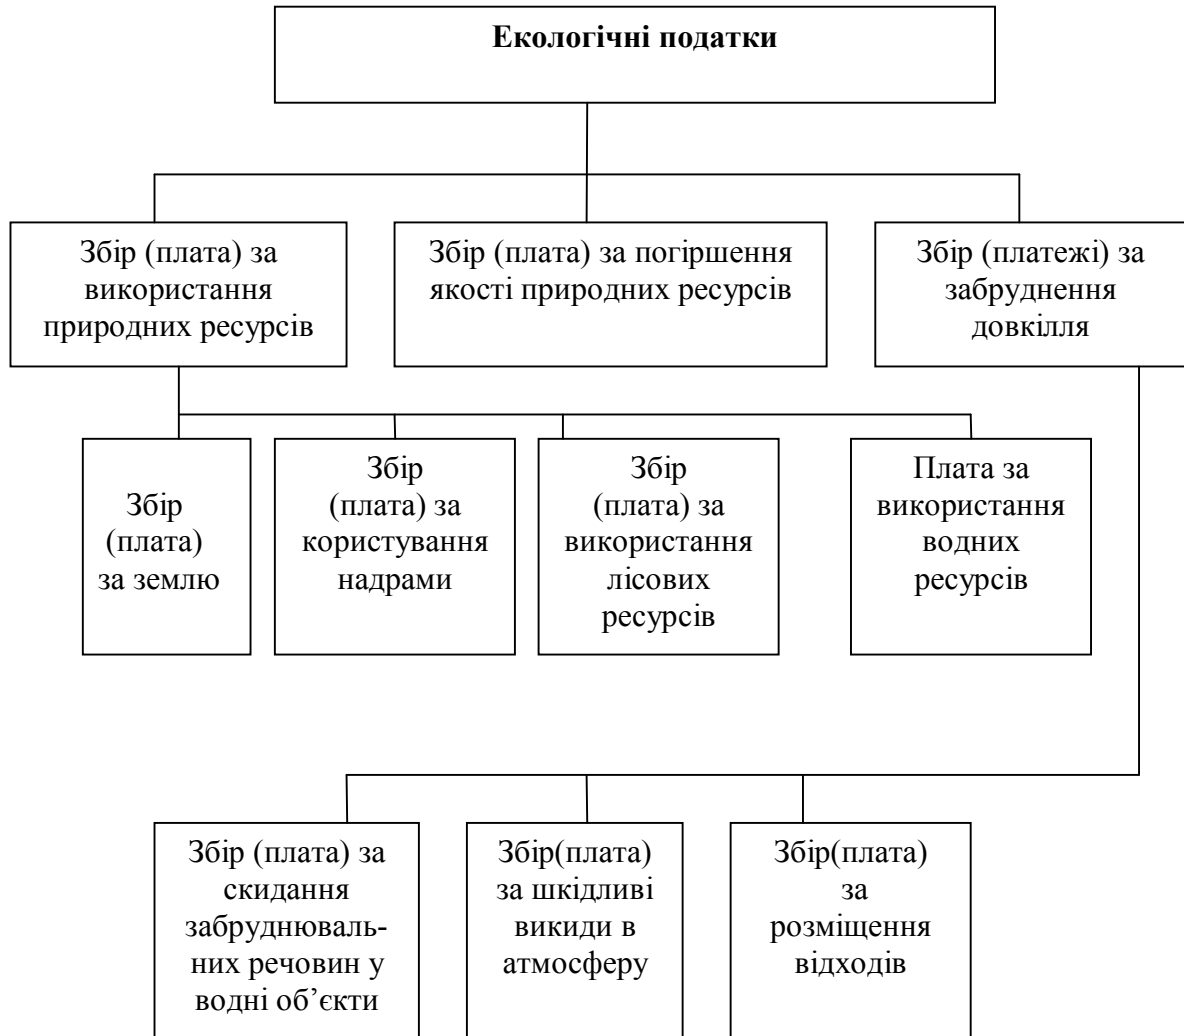 Екологічні податки
Збір (плата) за
використання
природних ресурсів
Збір (плата) за погіршення
якості природних ресурсів
Збір (платежі) за
забруднення
довкілля
Збір
(плата)
за землю
Збір
(плата) за
користування
надрами
Збір
(плата) за
використання
лісових
ресурсів
Плата за
використання
водних
ресурсів
Збір (плата) за
скидання
забруднюваль-
них речовин у
водні об’єкти
Збір(плата)
за шкідливі
викиди в
атмосферу
Збір(плата)
за
розміщення
відходів